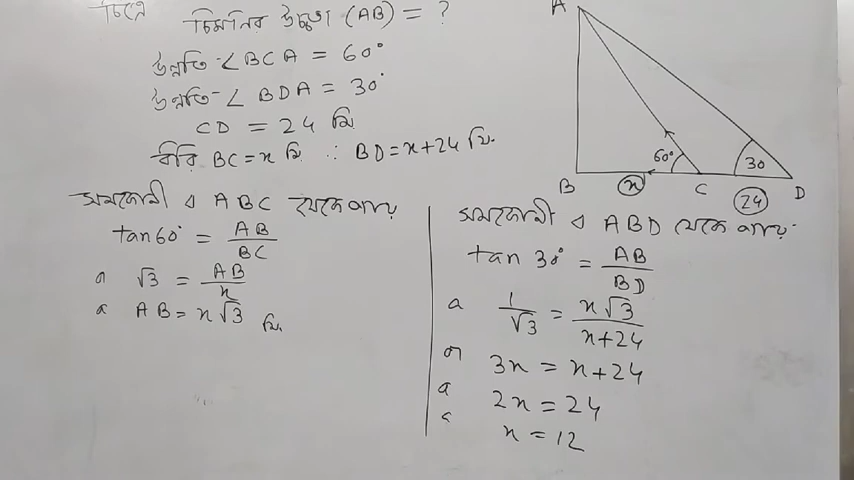 চিত্রে
চিমনির উচ্চতা (AB) = ?
উন্নতি ∠BCA = 60°
উন্নতি ∠BDA = 30°
CD = 24 মি
ধরি BC = x মি ∴ BD = x+24 মি.
সমকোণী Δ ABC থেকে পাই
tan60° = AB/BC
বা √3 = AB/x
বা AB = x√3 মি.
সমকোণী Δ ABD থেকে পাই
tan 30° = AB/BD
বা 1/√3 = x√3/x+24
বা 3x = x+24
বা 2x = 24
বা x = 12
A
60°
30
B
x
C
24
D